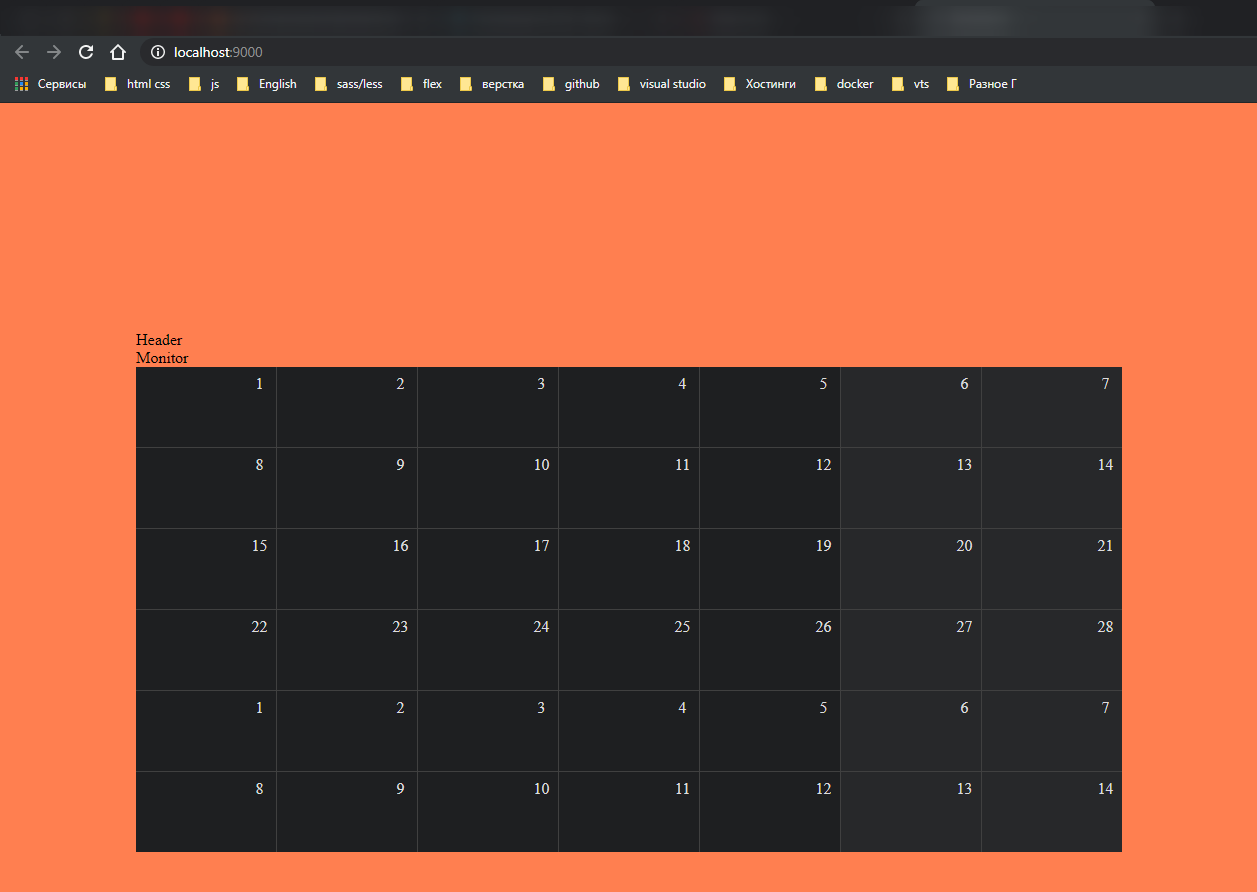 localhost:9000
Сервисы html css js English sass/less flex верстка github visual studio Хостинги docker vts Разное Г
Header
Monitor
1 2 3 4 5 6 7
8 9 10 11 12 13 14
15 16 17 18 19 20 21
22 23 24 25 26 27 28
1 2 3 4 5 6 7
8 9 10 11 12 13 14